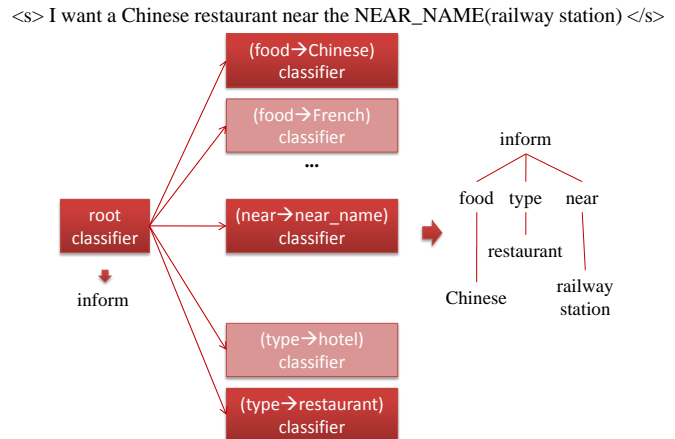 <s> I want a Chinese restaurant near the NEAR_NAME(railway station) </s>
(food→Chinese)
classifier
(food→French)
classifier
...
root
classifier
inform
(near→near_name)
classifier
(type→hotel)
classifier
(type→restaurant)
classifier
inform
food type near
restaurant
Chinese
railway
station